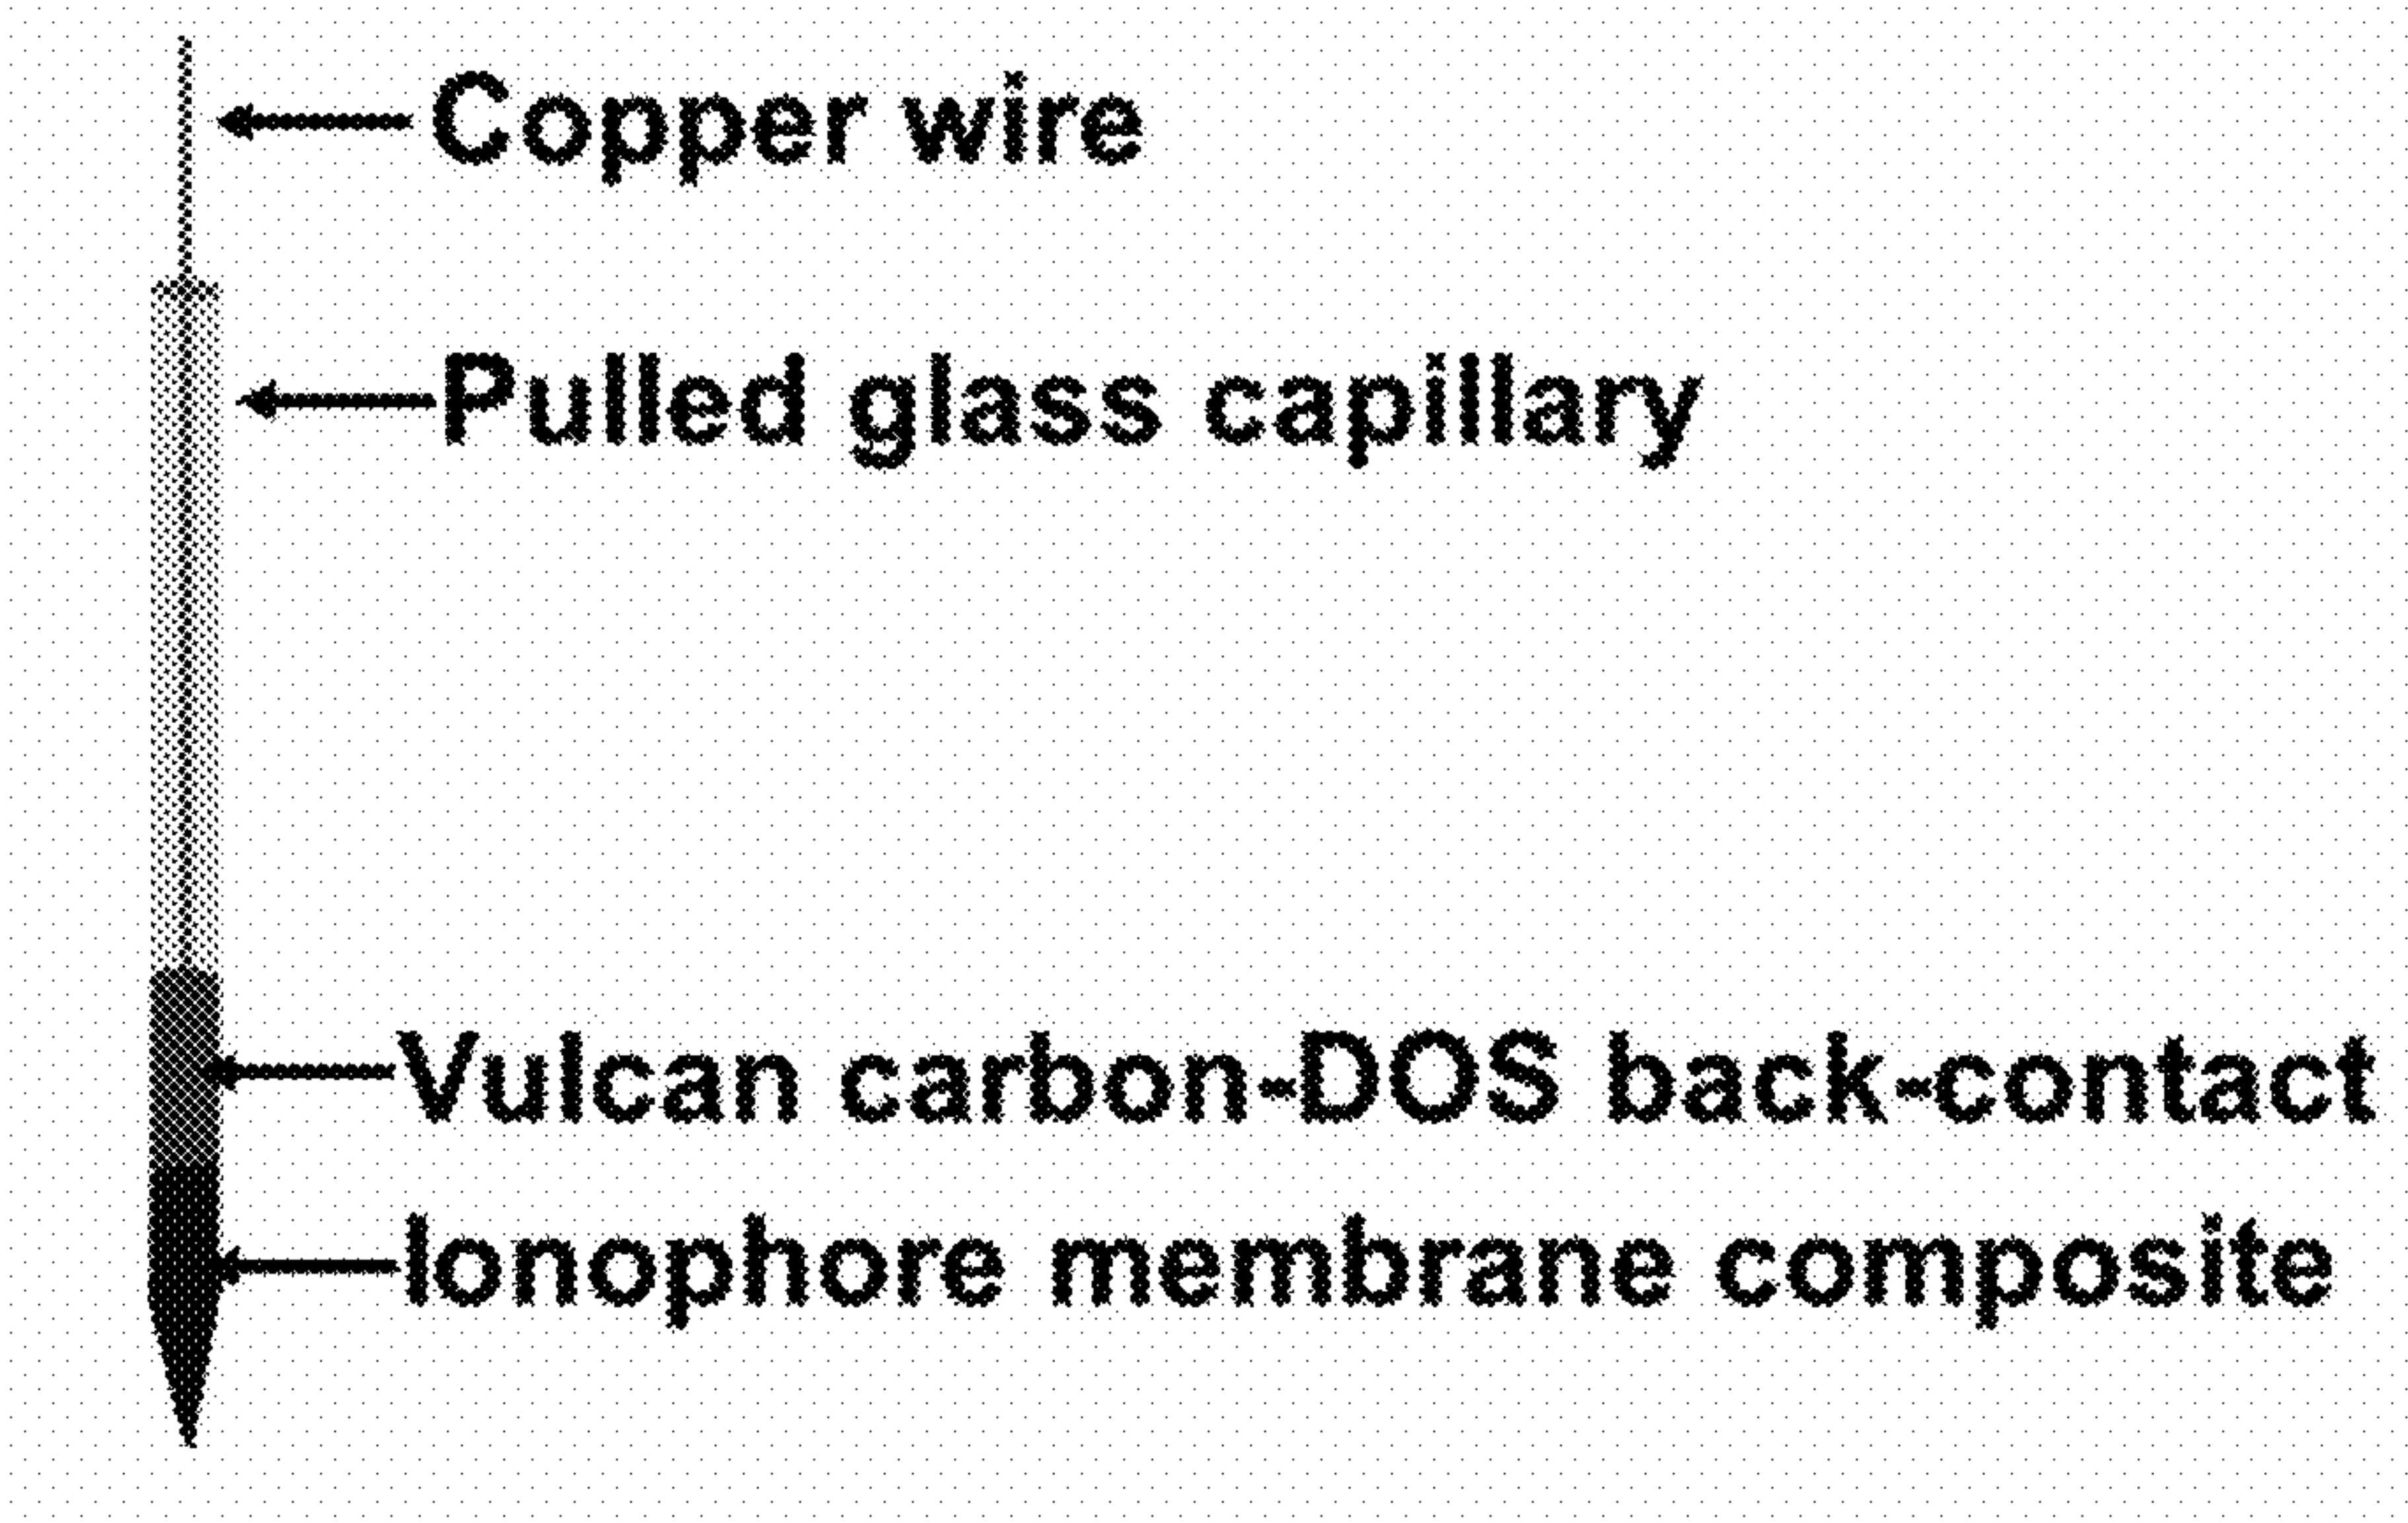 Copper wire
Pulled glass capillary
Vulcan carbon-DOS back-contact
Ionophore membrane composite